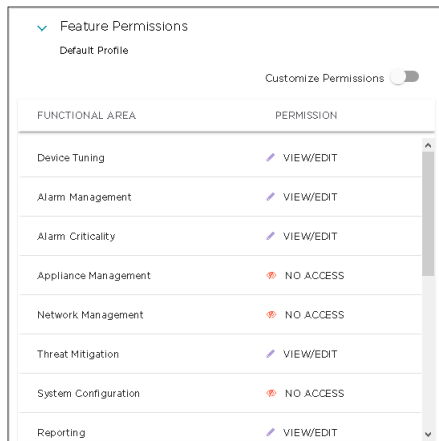 Feature Permissions
Default Profile
Customize Permissions
FUNCTIONAL AREA PERMISSION
Device Tuning VIEW/EDIT
Alarm Management VIEW/EDIT
Alarm Criticality VIEW/EDIT
Appliance Management NO ACCESS
Network Management NO ACCESS
Threat Mitigation VIEW/EDIT
System Configuration NO ACCESS
Reporting VIEW/EDIT